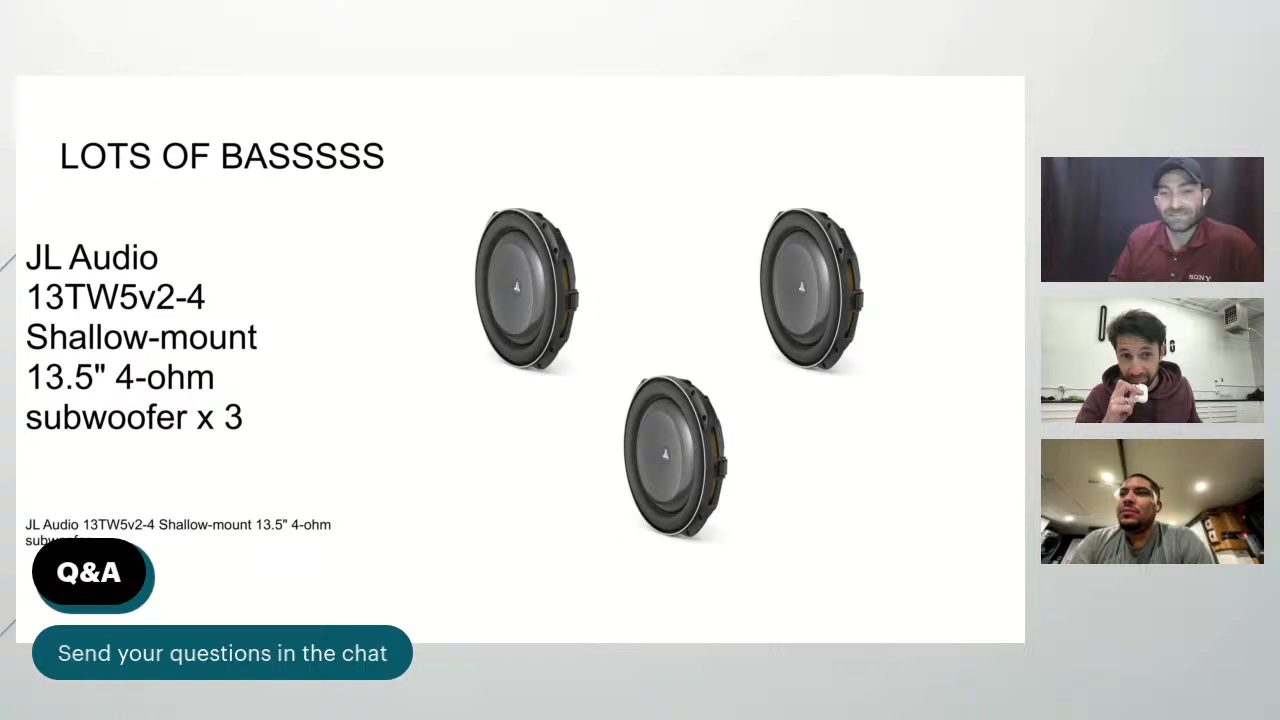 LOTS OF BASSSSS
JL Audio
13TW5v2-4
Shallow-mount
13.5" 4-ohm
subwoofer x 3
JL Audio 13TW5v2-4 Shallow-mount 13.5" 4-ohm
Q&A
Send your questions in the chat
SONY